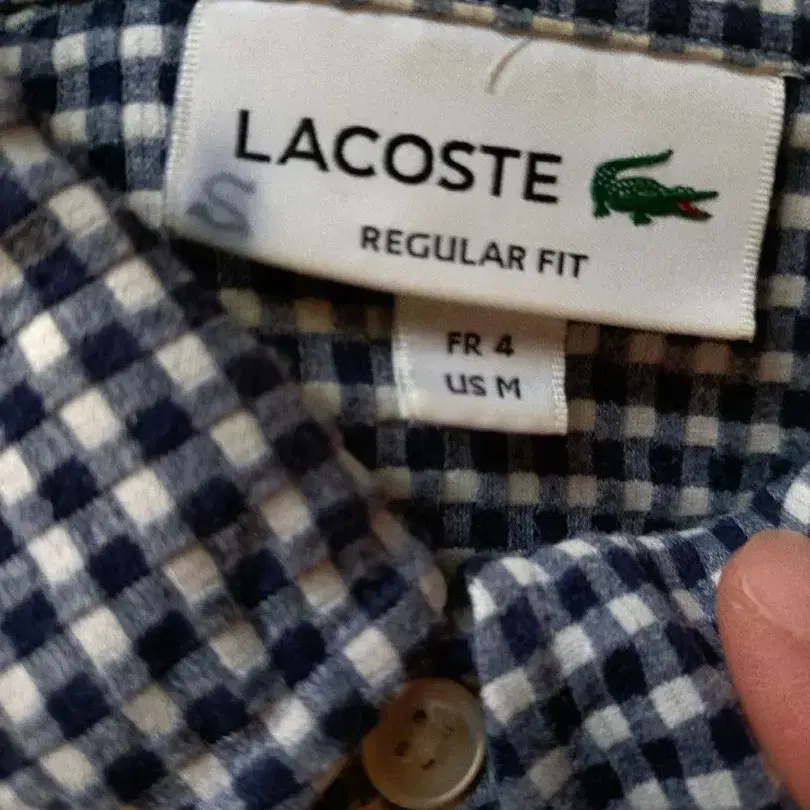 LACOSTE
REGULAR FIT
FR 4
US M